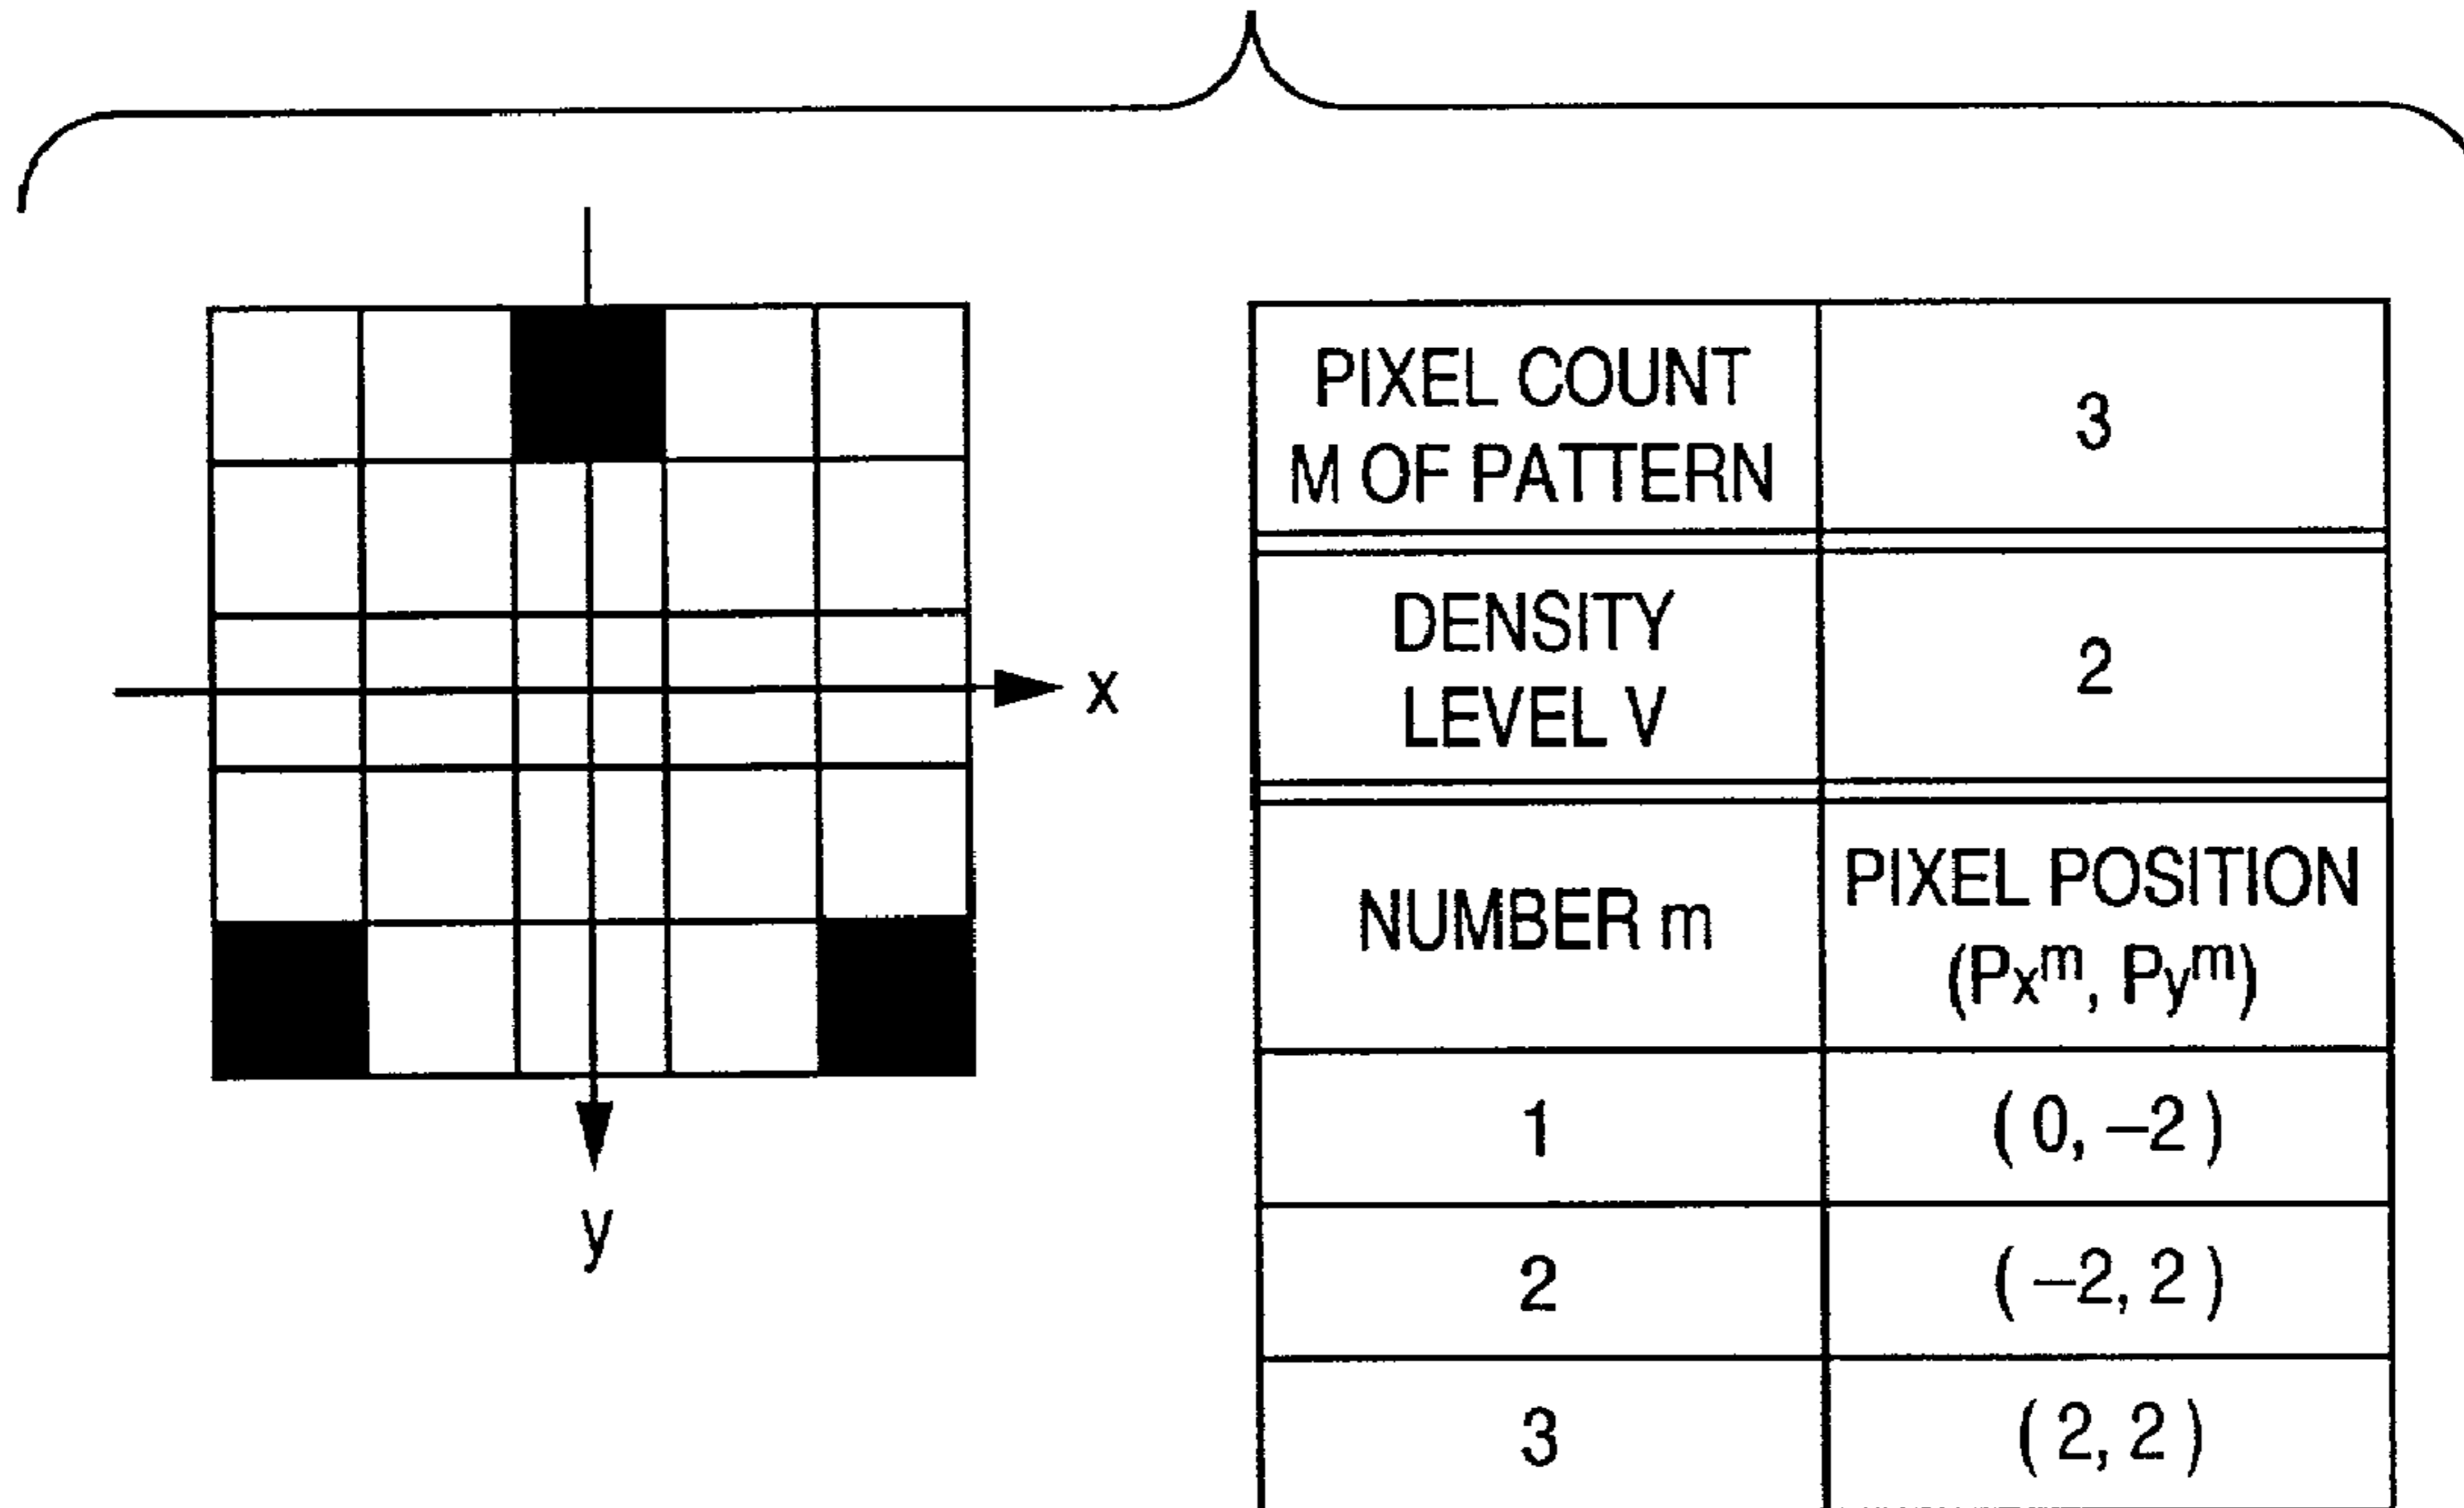 x
y
PIXEL COUNT
M OF PATTERN
3
DENSITY
LEVEL V
2
NUMBER m
PIXEL POSITION
(Pxᵐ, Pyᵐ)
1
( 0, –2 )
2
( –2, 2 )
3
( 2, 2 )